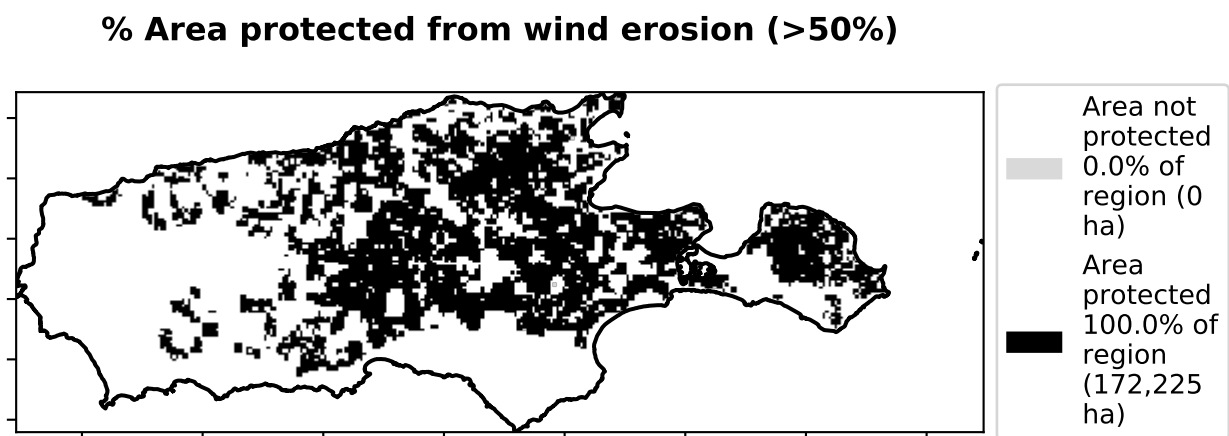 % Area protected from wind erosion (>50%)
Area not
protected
0.0% of
region (0
ha)
Area
protected
100.0% of
region
(172,225
ha)